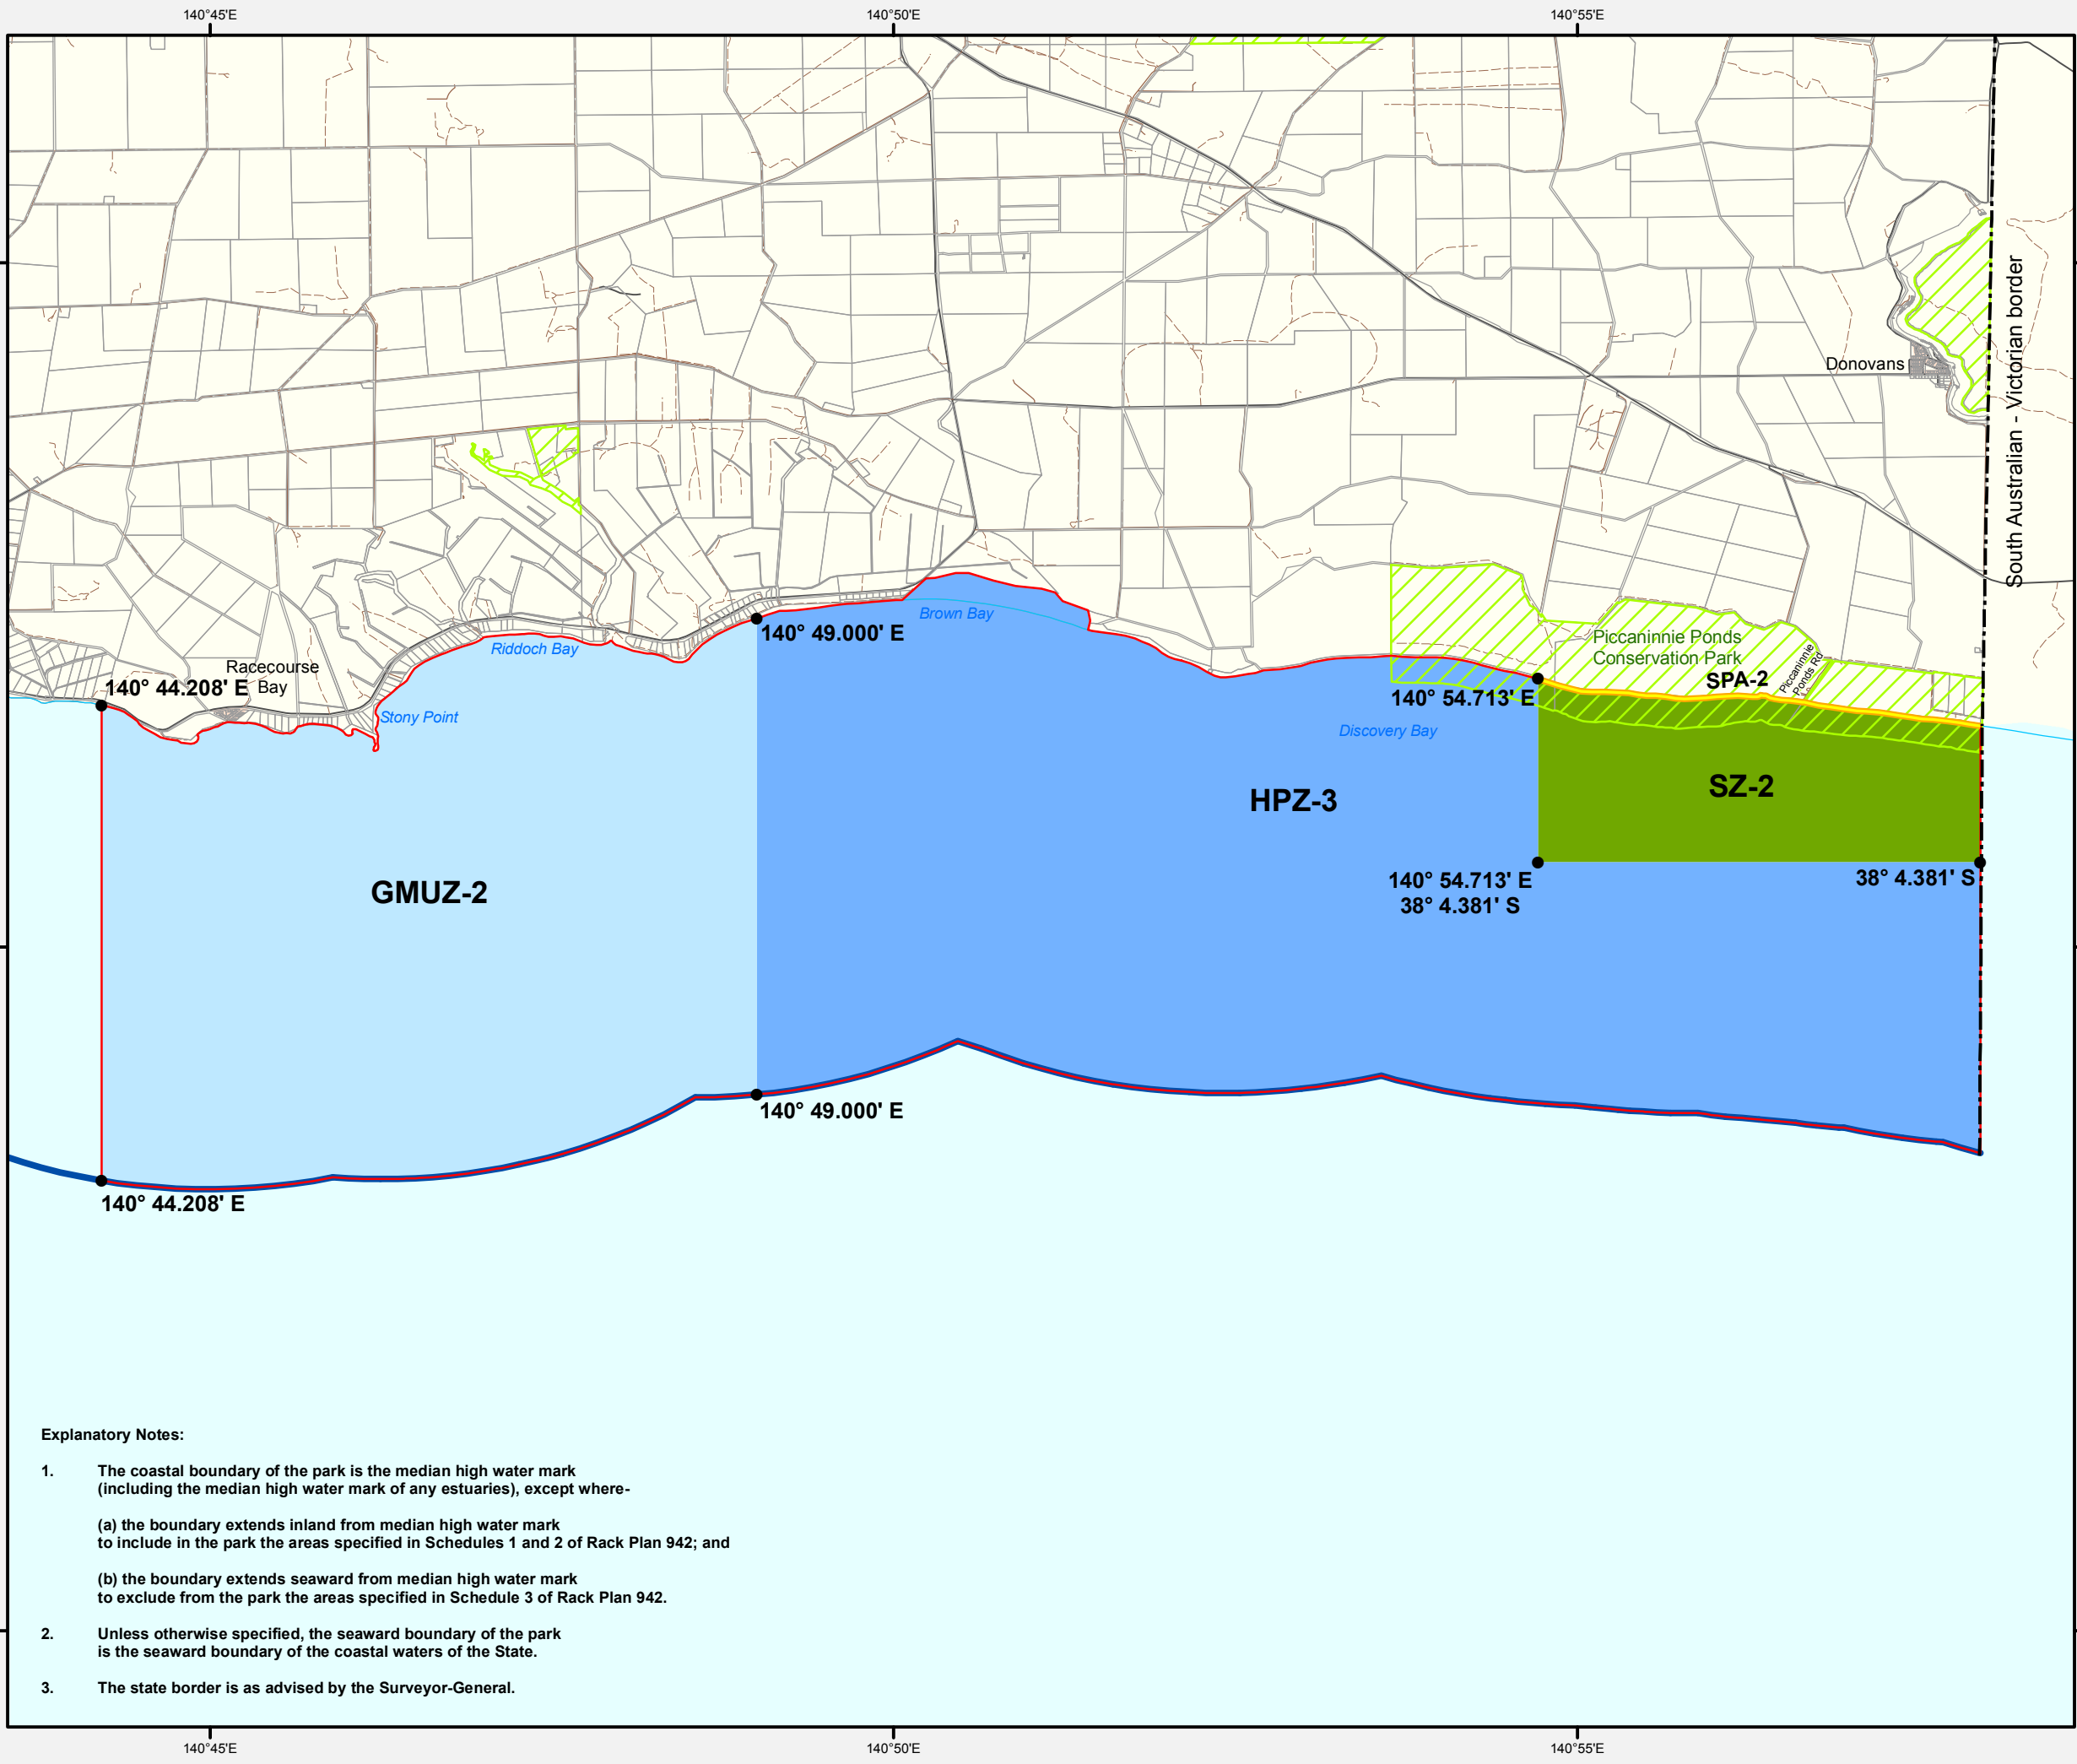 140°45'E
140°50'E
140°55'E
South Australian - Victorian border
Donovans
Brown Bay
140° 49.000' E
Riddoch Bay
Piccaninnie Ponds
Conservation Park
Piccaninnie
Ponds Rd
SPA-2
Racecourse
Bay
140° 44.208' E
140° 54.713' E
Stony Point
Discovery Bay
SZ-2
HPZ-3
GMUZ-2
140° 54.713' E
38° 4.381' S
38° 4.381' S
140° 49.000' E
140° 44.208' E
Explanatory Notes:
1. The coastal boundary of the park is the median high water mark
(including the median high water mark of any estuaries), except where-
(a) the boundary extends inland from median high water mark
to include in the park the areas specified in Schedules 1 and 2 of Rack Plan 942; and
(b) the boundary extends seaward from median high water mark
to exclude from the park the areas specified in Schedule 3 of Rack Plan 942.
2. Unless otherwise specified, the seaward boundary of the park
is the seaward boundary of the coastal waters of the State.
3. The state border is as advised by the Surveyor-General.
140°45'E
140°50'E
140°55'E